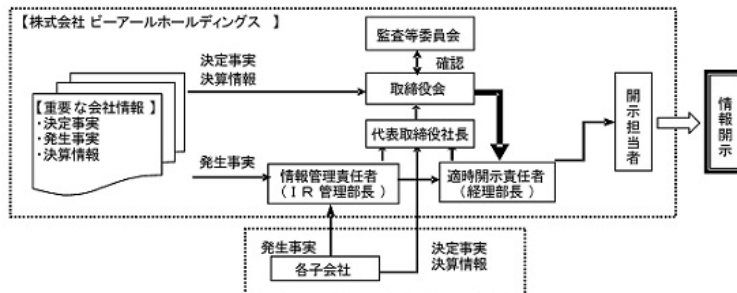 【株式会社 ビーアールホールディングス 】
監査等委員会
決定事実
決算情報
確認
取締役会
【重要な会社情報 】
・決定事実
・発生事実
・決算情報
代表取締役社長
開示担当者
情報開示
発生事実
情報管理責任者
(ＩＲ 管理部長 )
適時開示責任者
(経理部長 )
発生事実
決定事実
決算情報
各子会社